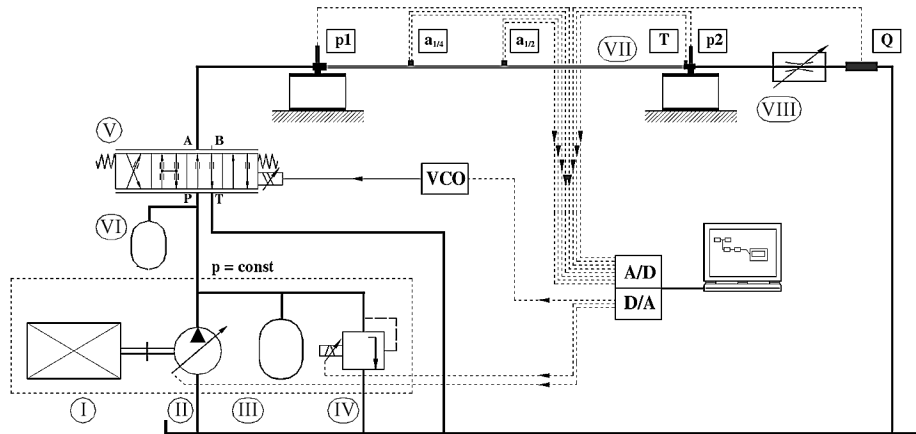 p1
a1/4
a1/2
VII
T
p2
Q
VIII
V
A B
VCO
P T
VI
p = const
A/D
D/A
I
II
III
IV